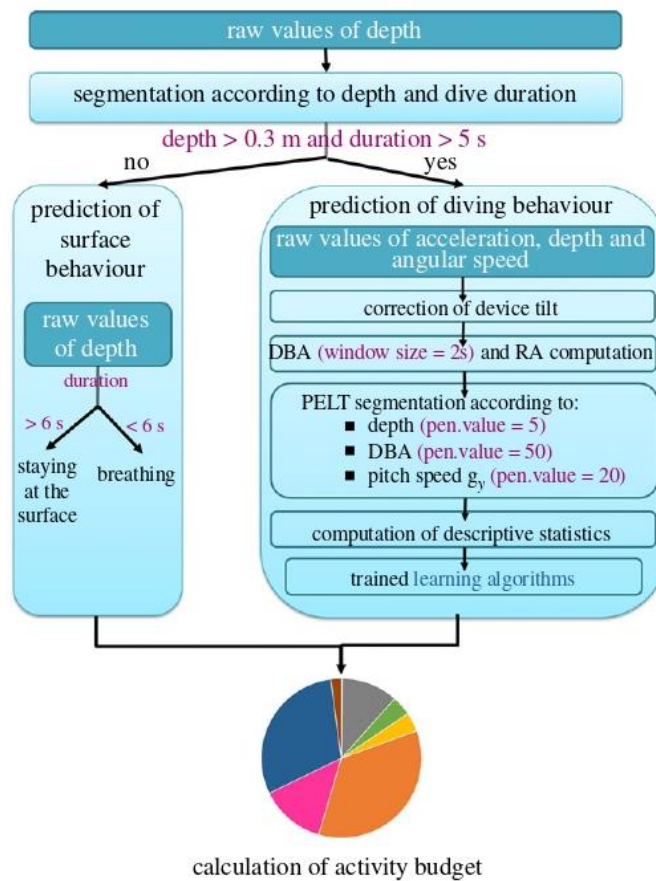 raw values of depth
segmentation according to depth and dive duration
depth > 0.3 m and duration > 5 s
no
yes
prediction of
surface
behaviour
raw values
of depth
duration
> 6 s
< 6 s
staying
at the
surface
breathing
prediction of diving behaviour
raw values of acceleration, depth and
angular speed
correction of device tilt
DBA (window size = 2s) and RA computation
PELT segmentation according to:
■ depth (pen.value = 5)
■ DBA (pen.value = 50)
■ pitch speed gᵧ (pen.value = 20)
computation of descriptive statistics
trained learning algorithms
calculation of activity budget